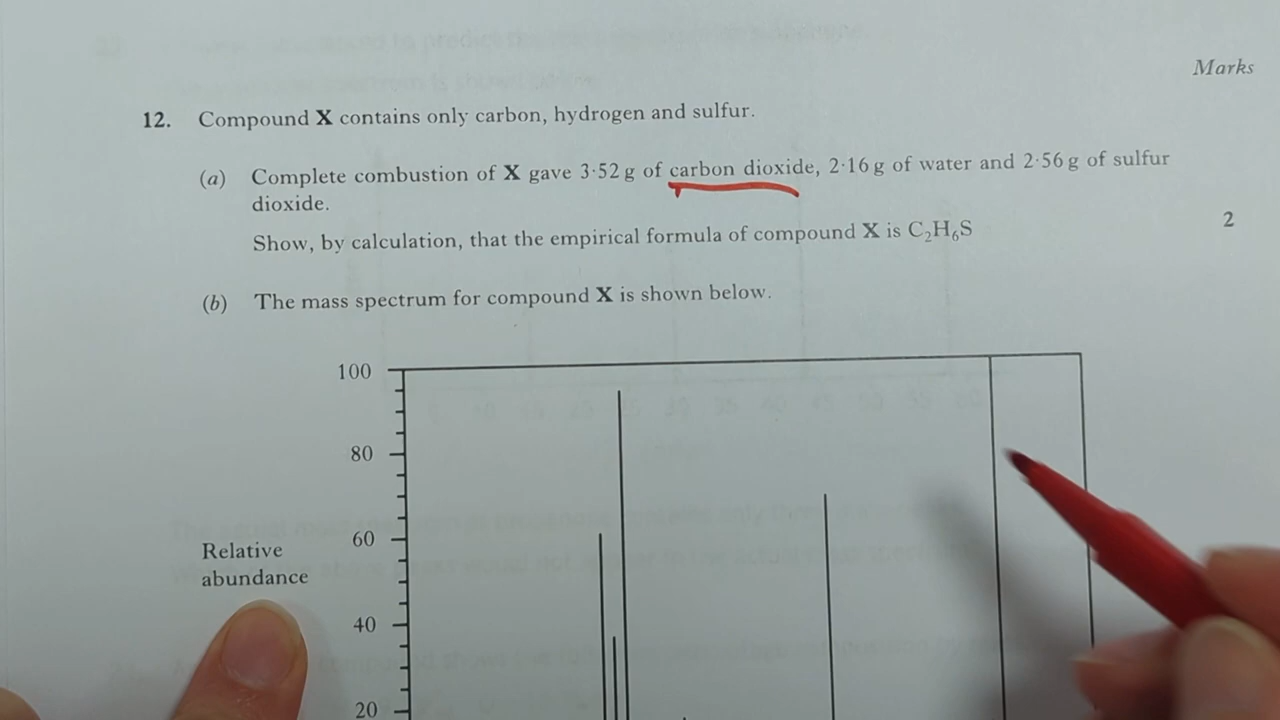 Marks
12. Compound X contains only carbon, hydrogen and sulfur.
(a) Complete combustion of X gave 3·52 g of carbon dioxide, 2·16 g of water and 2·56 g of sulfur
dioxide.
Show, by calculation, that the empirical formula of compound X is C₂H₆S
2
(b) The mass spectrum for compound X is shown below.
100
80
60
Relative
abundance
40
20